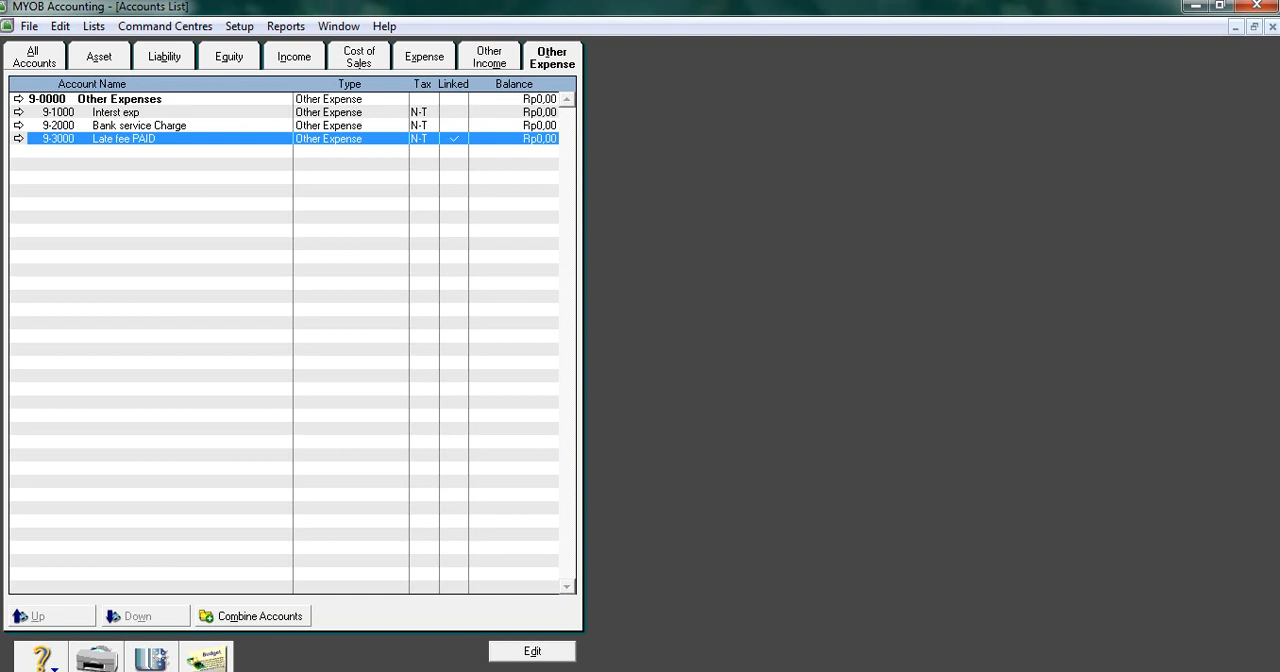 MYOB Accounting - [Accounts List]
File Edit Lists Command Centres Setup Reports Window Help
All Accounts Asset Liability Equity Income Cost of Sales Expense Other Income Other Expense
Account Name Type Tax Linked Balance
9-0000 Other Expenses Other Expense Rp0,00
9-1000 Interst exp Other Expense N-T Rp0,00
9-2000 Bank service Charge Other Expense N-T Rp0,00
9-3000 Late fee PAID Other Expense N-T Rp0,00
Up Down Combine Accounts
Budget
Edit